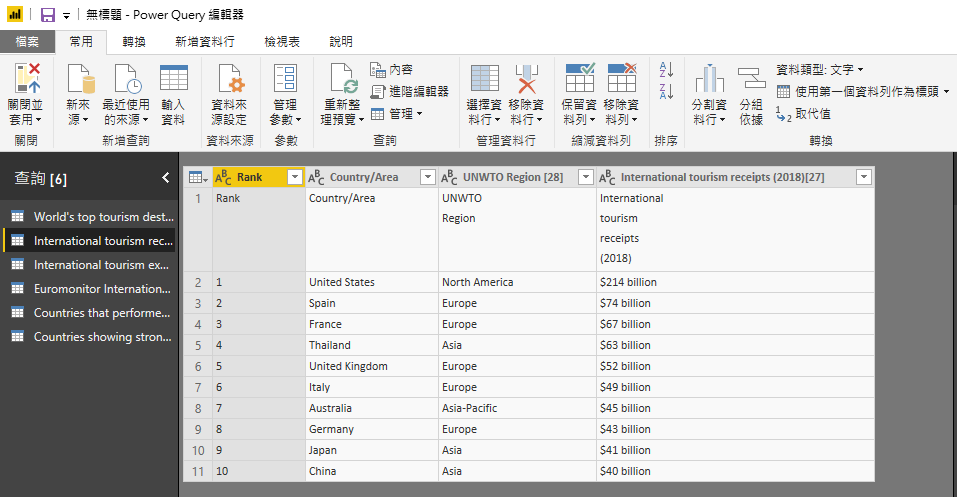 無標題 - Power Query 編輯器
檔案 常用 轉換 新增資料行 檢視表 說明
關閉並套用 新來源 最近使用的來源 輸入資料 資料來源設定 管理參數 重新整理預覽 內容 進階編輯器 管理 選擇資料行 移除資料行 保留資料列 移除資料列 分割資料行 分組依據 資料類型: 文字 使用第一個資料列作為標頭 取代值
關閉 新增查詢 資料來源 參數 查詢 管理資料行 縮減資料列 排序 轉換
查詢 [6]
World's top tourism dest...
International tourism rec...
International tourism ex...
Euromonitor Internation...
Countries that performe...
Countries showing stron...
Rank Country/Area UNWTO Region [28] International tourism receipts (2018)[27]
1 Rank Country/Area UNWTO International
Region tourism
receipts
(2018)
2 1 United States North America $214 billion
3 2 Spain Europe $74 billion
4 3 France Europe $67 billion
5 4 Thailand Asia $63 billion
6 5 United Kingdom Europe $52 billion
7 6 Italy Europe $49 billion
8 7 Australia Asia-Pacific $45 billion
9 8 Germany Europe $43 billion
10 9 Japan Asia $41 billion
11 10 China Asia $40 billion